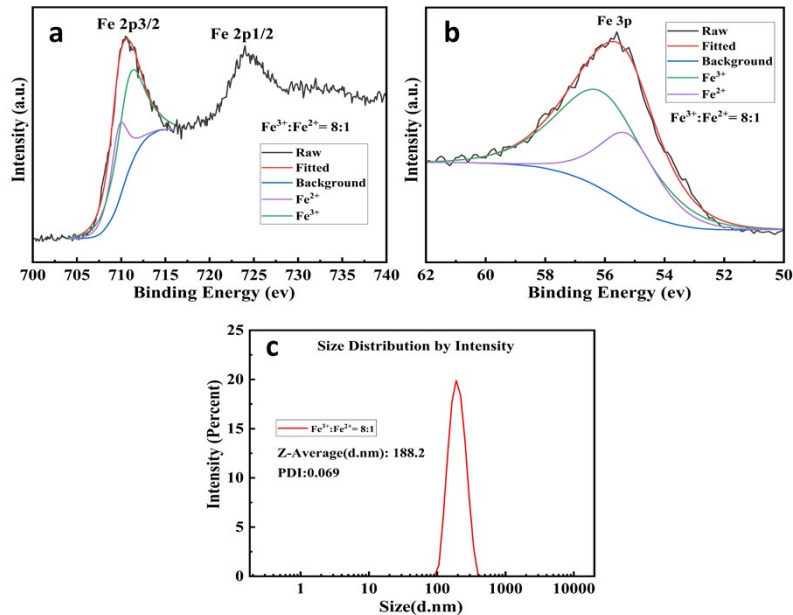 a
Fe 2p3/2
Fe 2p1/2
Fe³⁺:Fe²⁺= 8:1
Raw
Fitted
Background
Fe²⁺
Fe³⁺
Intensity (a.u.)
700 705 710 715 720 725 730 735 740
Binding Energy (ev)
b
Fe 3p
Raw
Fitted
Background
Fe³⁺
Fe²⁺
Fe³⁺:Fe²⁺= 8:1
Intensity (a.u.)
62 60 58 56 54 52 50
Binding Energy (ev)
c
Size Distribution by Intensity
Fe³⁺:Fe²⁺= 8:1
Z-Average(d.nm): 188.2
PDI:0.069
Intensity (Percent)
25
20
15
10
5
0
1 10 100 1000 10000
Size(d.nm)